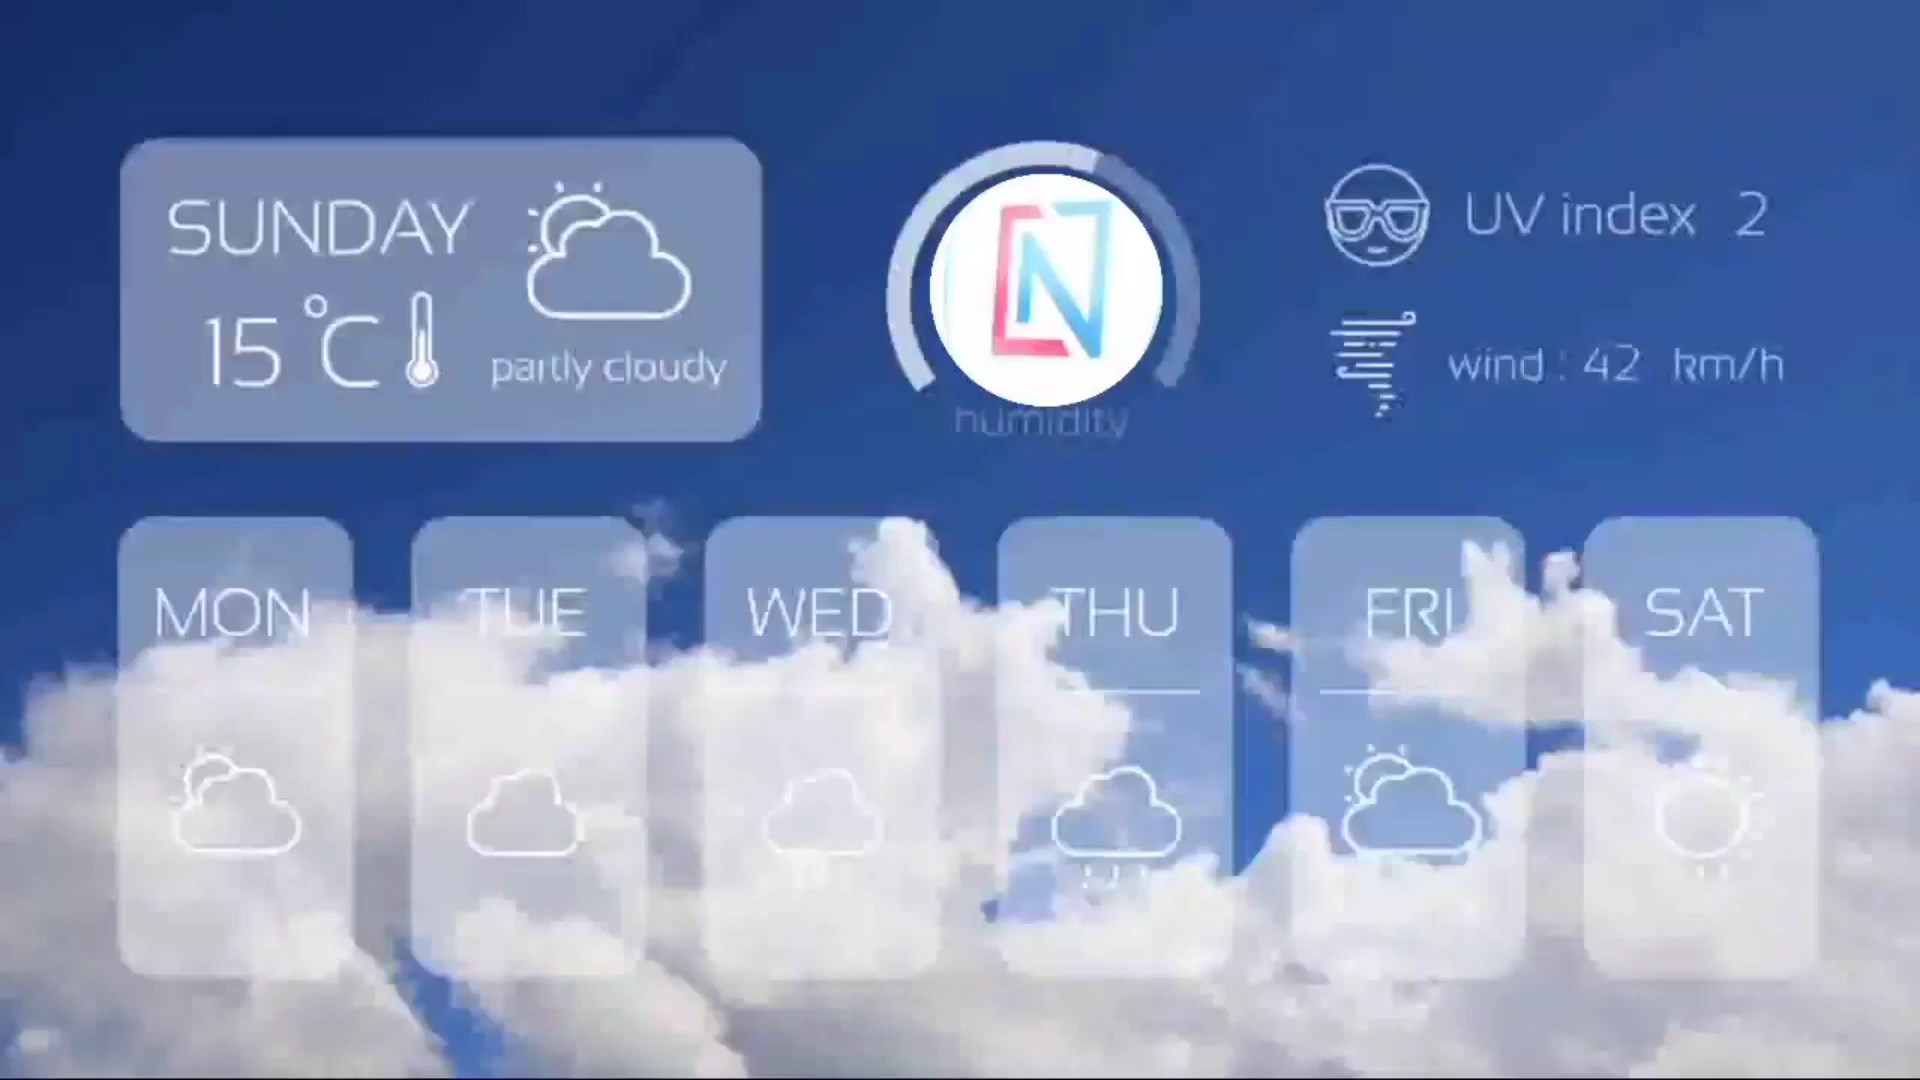 SUNDAY
15 °C
partly cloudy
N
humidity
UV index 2
wind : 42 km/h
MON
TUE
WED
THU
FRI
SAT